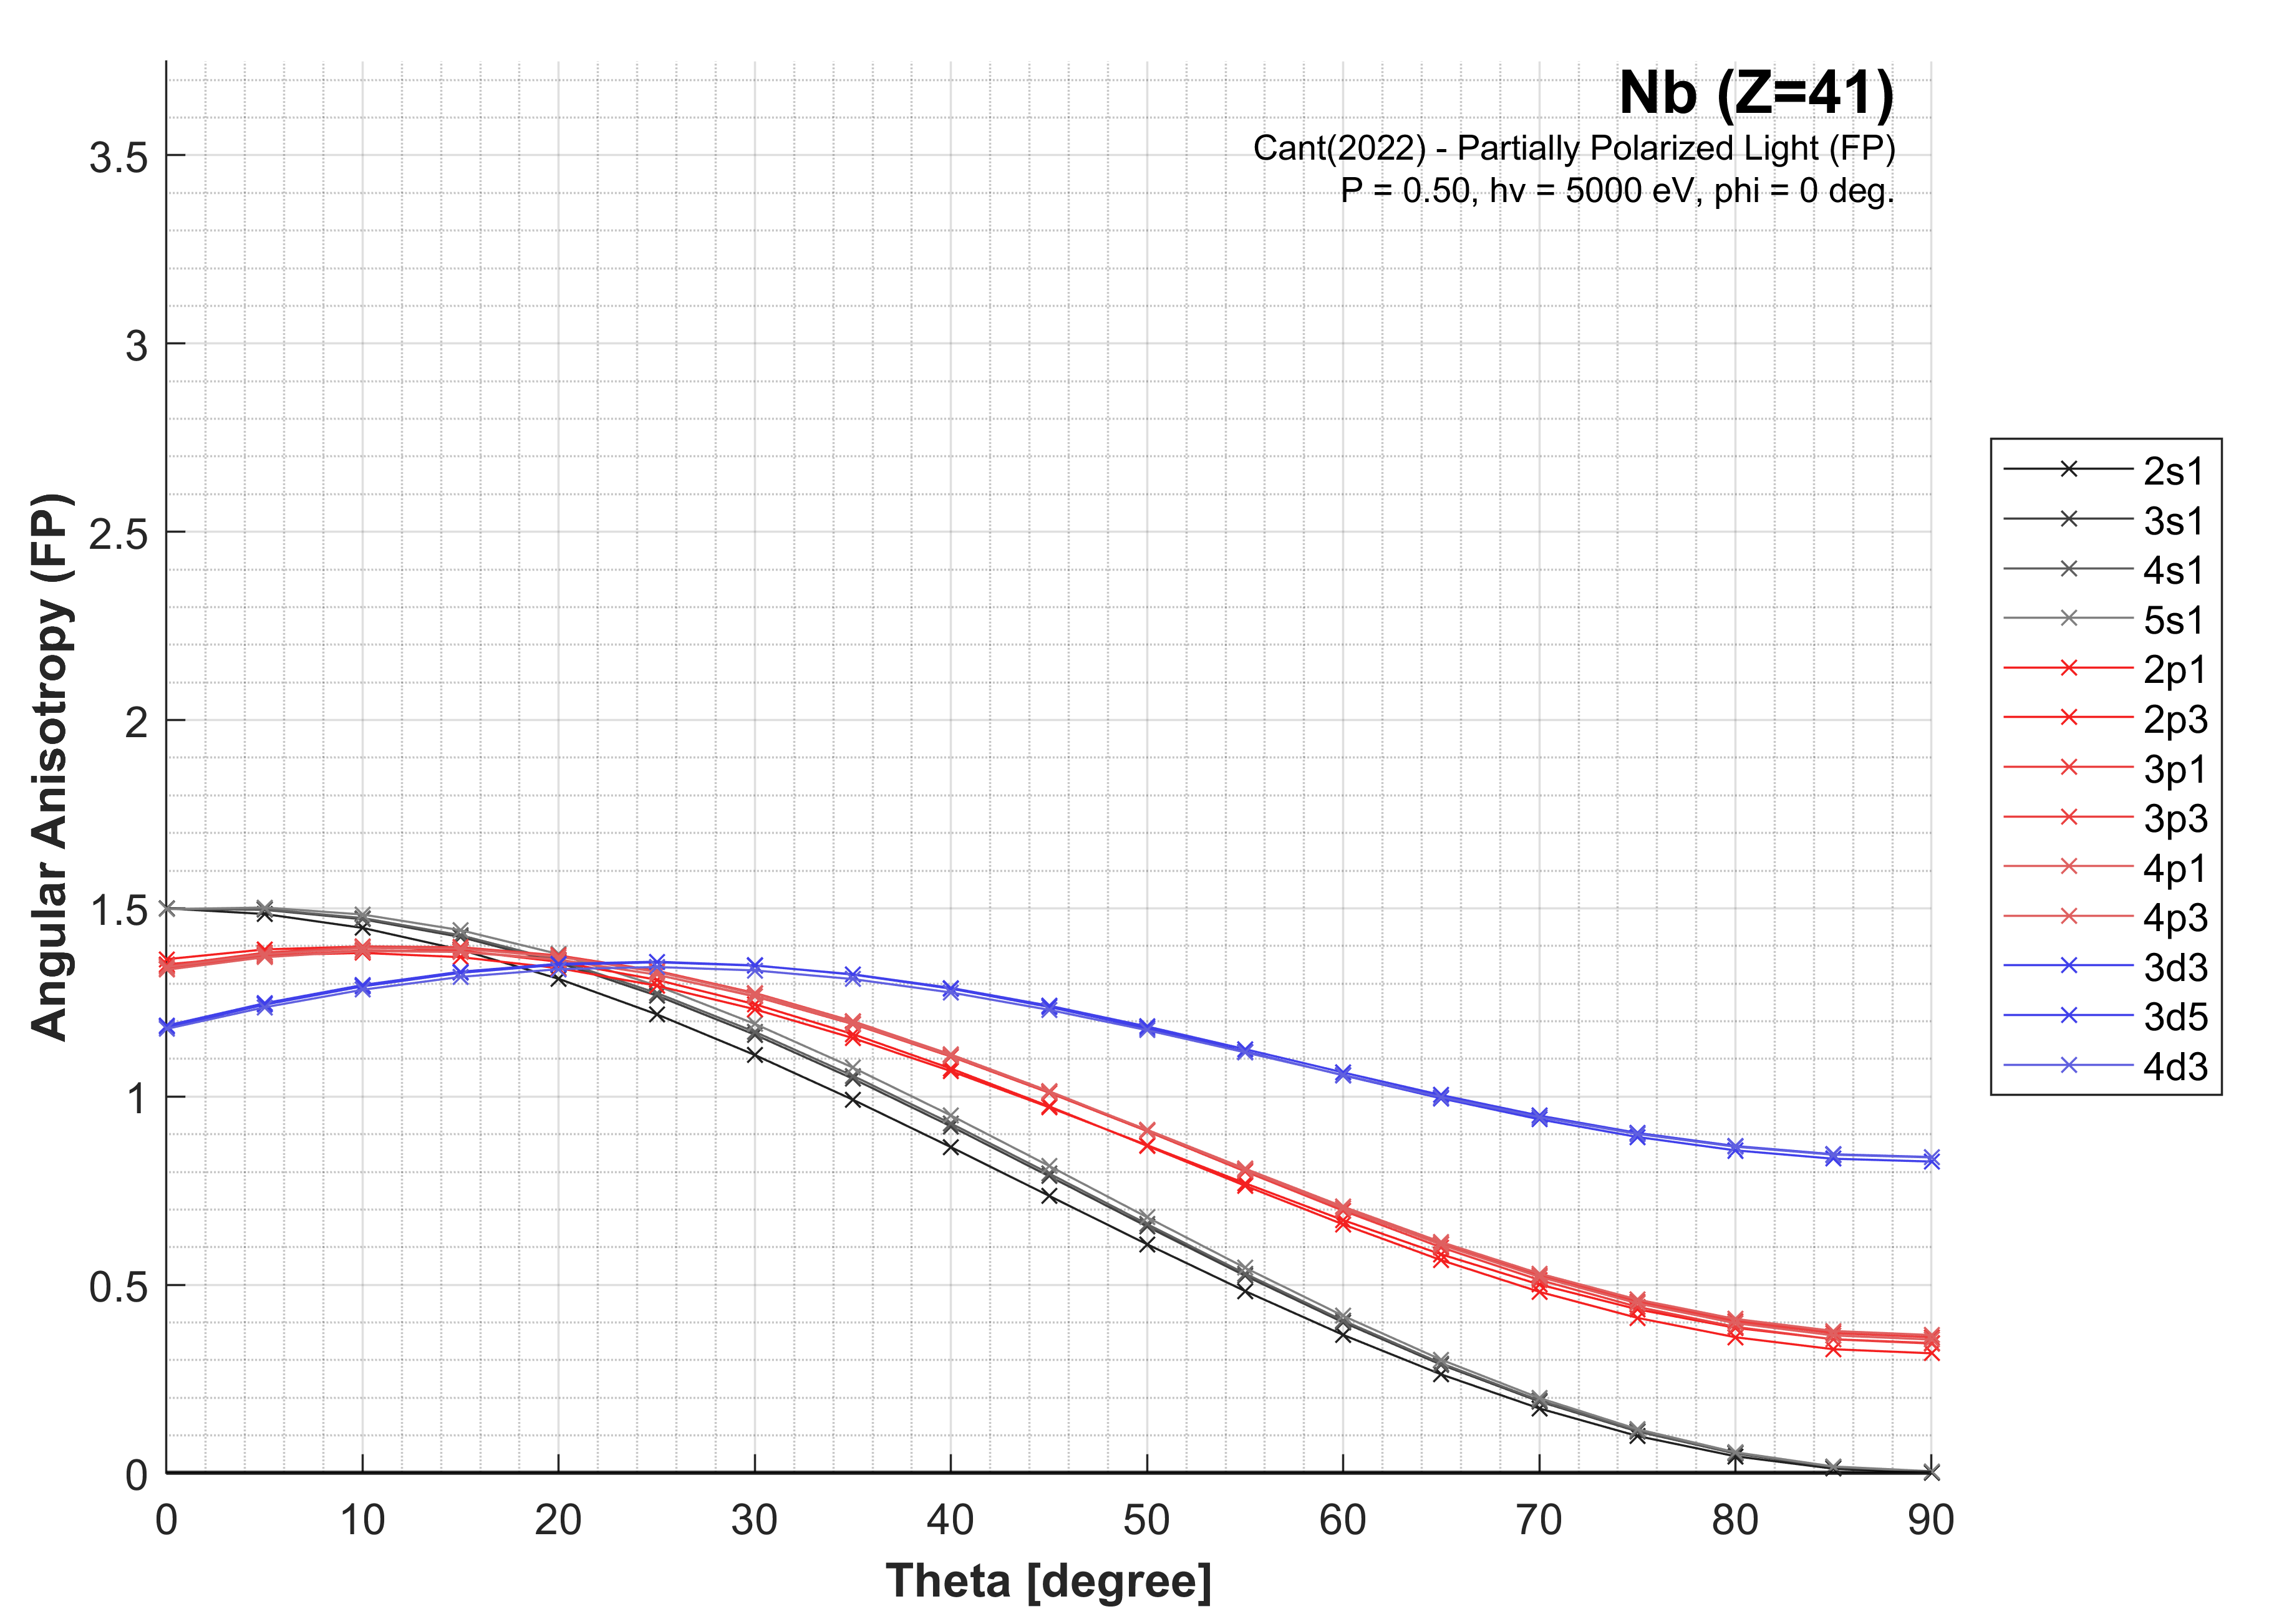 Nb (Z=41)
Cant(2022) - Partially Polarized Light (FP)
P = 0.50, hv = 5000 eV, phi = 0 deg.
Angular Anisotropy (FP)
3.5
3
2.5
2
1.5
1
0.5
0
0 10 20 30 40 50 60 70 80 90
Theta [degree]
2s1
3s1
4s1
5s1
2p1
2p3
3p1
3p3
4p1
4p3
3d3
3d5
4d3